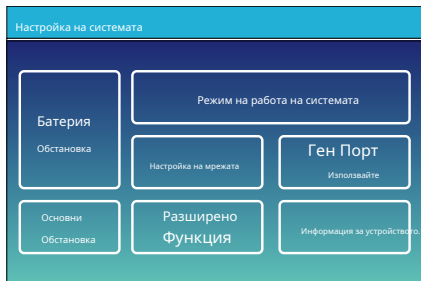 Настройка на системата
Батерия
Обстановка
Режим на работа на системата
Настройка на мрежата
Ген Порт
Използвайте
Основни
Обстановка
Разширено
Функция
Информация за устройството.